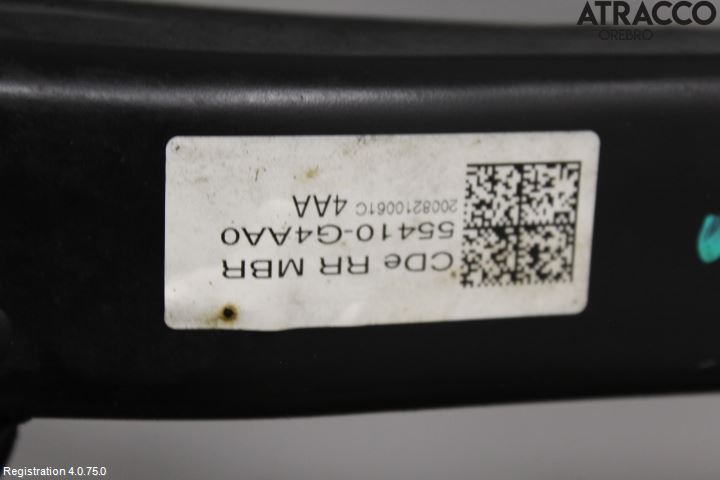 ATRACCO
ÖREBRO
CDe RR MBR
55410-G4AA0
2008210061C 4AA
Registration 4.0.75.0